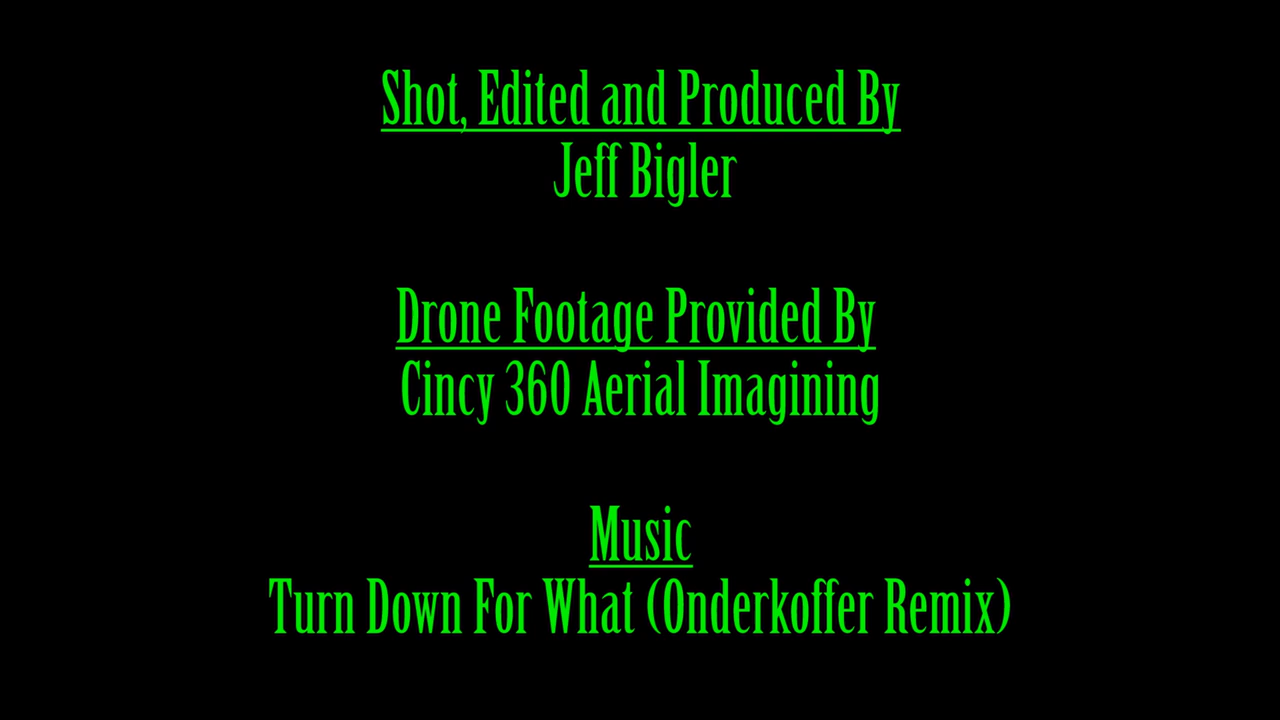 Shot, Edited and Produced By
Jeff Bigler
Drone Footage Provided By
Cincy 360 Aerial Imagining
Music
Turn Down For What (Onderkoffer Remix)